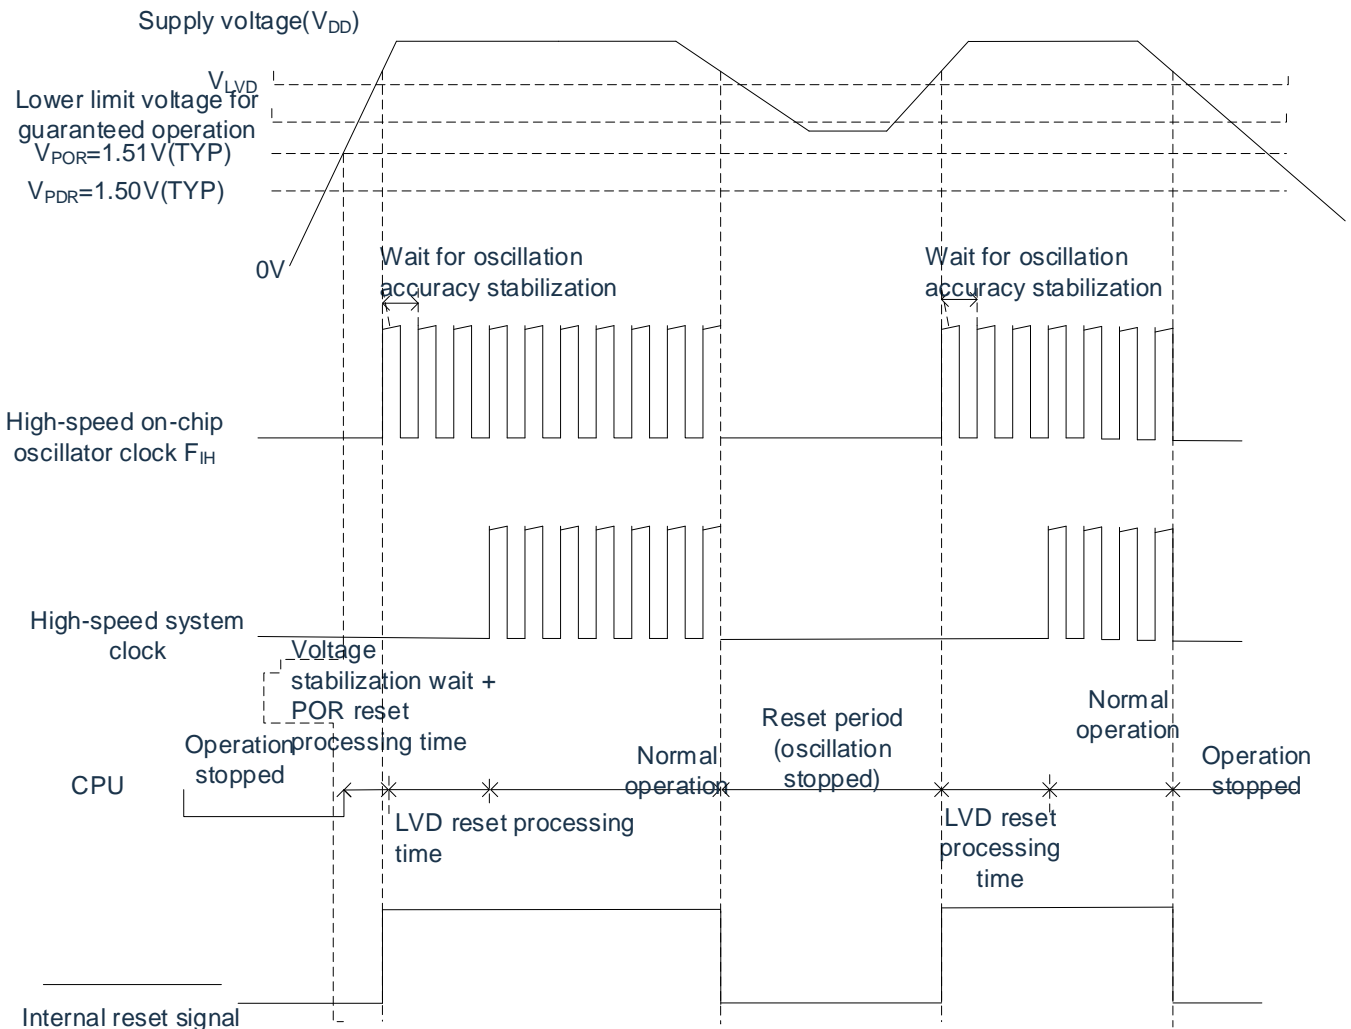 Supply voltage(VDD)
VLVD
Lower limit voltage for
guaranteed operation
VPOR=1.51V(TYP)
VPDR=1.50V(TYP)
0V
Wait for oscillation
accuracy stabilization
Wait for oscillation
accuracy stabilization
High-speed on-chip
oscillator clock FIH
High-speed system
clock
Voltage
stabilization wait +
POR reset
processing time
Operation
stopped
CPU
LVD reset processing
time
Normal
operation
Reset period
(oscillation
stopped)
LVD reset
processing
time
Normal
operation
Operation
stopped
Internal reset signal